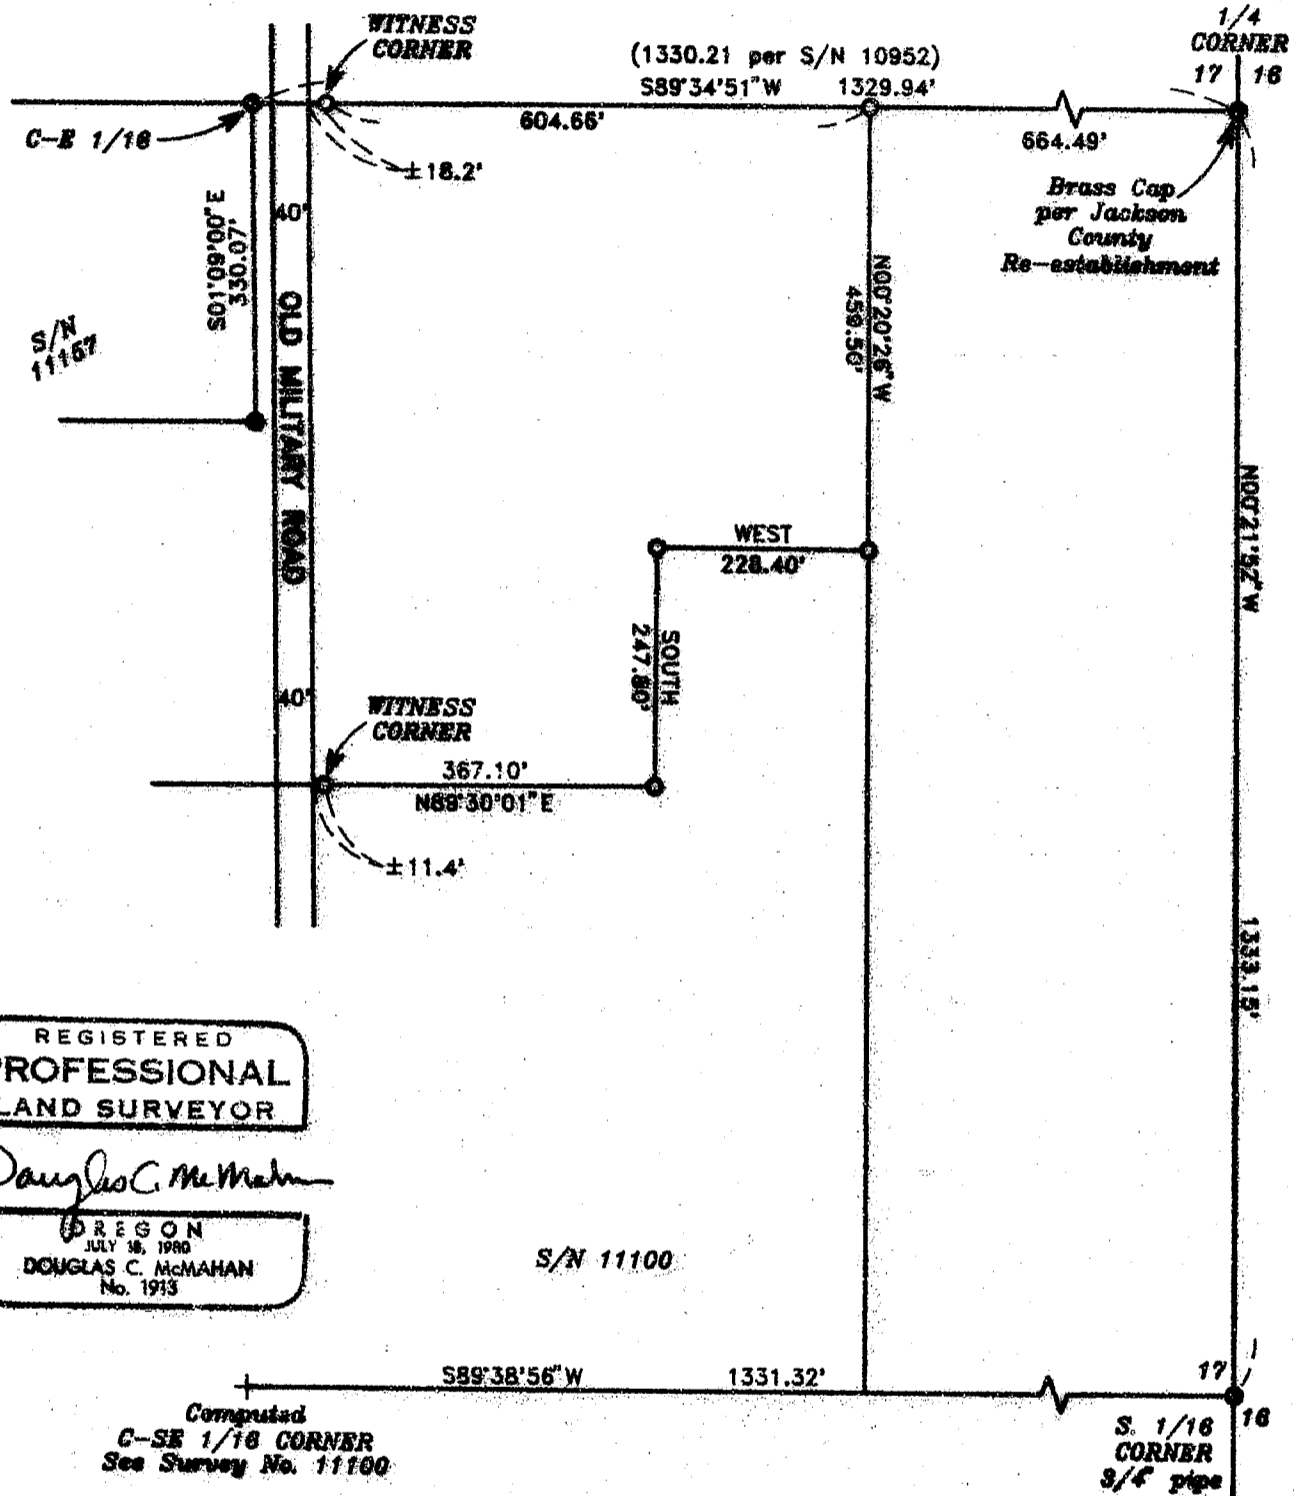 WITNESS
CORNER
(1330.21 per S/N 10952)
S89°34'51"W 1329.94'
1/4
CORNER
17 16
604.66'
664.49'
C-E 1/16
±18.2'
Brass Cap
per Jackson
County
Re-establishment
40'
S01°09'00"E
330.07'
OLD MILITARY ROAD
N00°20'26"W
459.50'
S/N
11157
N00°21'52"W
1333.15'
WEST
228.40'
SOUTH
247.80'
40'
WITNESS
CORNER
367.10'
N89°30'01"E
±11.4'
REGISTERED
PROFESSIONAL
LAND SURVEYOR
Douglas C. McMahan
OREGON
JULY 18, 1980
DOUGLAS C. McMAHAN
No. 1913
S/N 11100
S89°38'56"W 1331.32'
17
16
Computed
C-SE 1/16 CORNER
See Survey No. 11100
S. 1/16
CORNER
3/4" pipe